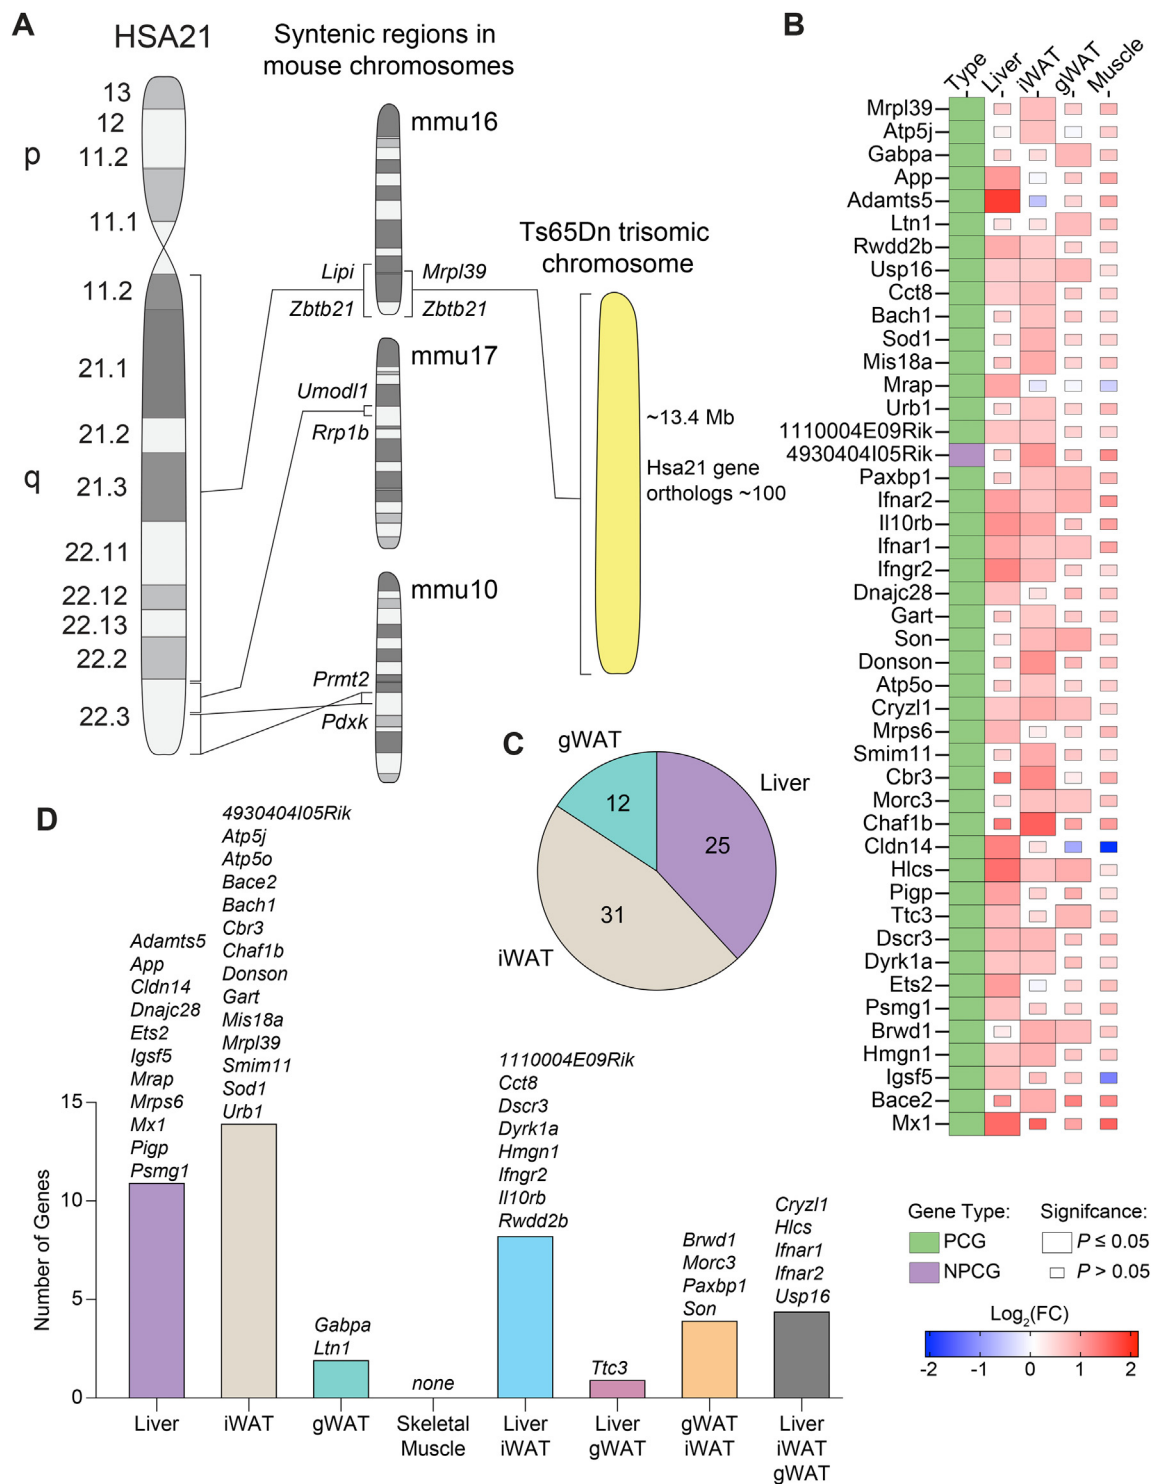 A
HSA21
Syntenic regions in
mouse chromosomes
13
12
11.2
11.1
11.2
21.1
21.2
21.3
22.11
22.12
22.13
22.2
22.3
p
q
mmu16
Lipi
Zbtb21
Mrpl39
Zbtb21
mmu17
Umodl1
Rrp1b
mmu10
Prmt2
Pdxk
Ts65Dn trisomic
chromosome
~13.4 Mb
Hsa21 gene
orthologs ~100
B
Type
Liver
iWAT
gWAT
Muscle
Mrpl39
Atp5j
Gabpa
App
Adamts5
Ltn1
Rwdd2b
Usp16
Cct8
Bach1
Sod1
Mis18a
Mrap
Urb1
1110004E09Rik
4930404I05Rik
Paxbp1
Ifnar2
Il10rb
Ifnar1
Ifngr2
Dnajc28
Gart
Son
Donson
Atp5o
Cryzl1
Mrps6
Smim11
Cbr3
Morc3
Chaf1b
Cldn14
Hlcs
Pigp
Ttc3
Dscr3
Dyrk1a
Ets2
Psmg1
Brwd1
Hmgn1
Igsf5
Bace2
Mx1
Gene Type:
PCG
NPCG
Signifcance:
P ≤ 0.05
P > 0.05
Log2(FC)
-2 -1 0 1 2
C
gWAT
12
Liver
25
31
iWAT
D
Number of Genes
15
10
5
0
Adamts5
App
Cldn14
Dnajc28
Ets2
Igsf5
Mrap
Mrps6
Mx1
Pigp
Psmg1
4930404I05Rik
Atp5j
Atp5o
Bace2
Bach1
Cbr3
Chaf1b
Donson
Gart
Mis18a
Mrpl39
Smim11
Sod1
Urb1
Gabpa
Ltn1
none
1110004E09Rik
Cct8
Dscr3
Dyrk1a
Hmgn1
Ifngr2
Il10rb
Rwdd2b
Ttc3
Brwd1
Morc3
Paxbp1
Son
Cryzl1
Hlcs
Ifnar1
Ifnar2
Usp16
Liver
iWAT
gWAT
Skeletal
Muscle
Liver
iWAT
Liver
gWAT
gWAT
iWAT
Liver
iWAT
gWAT